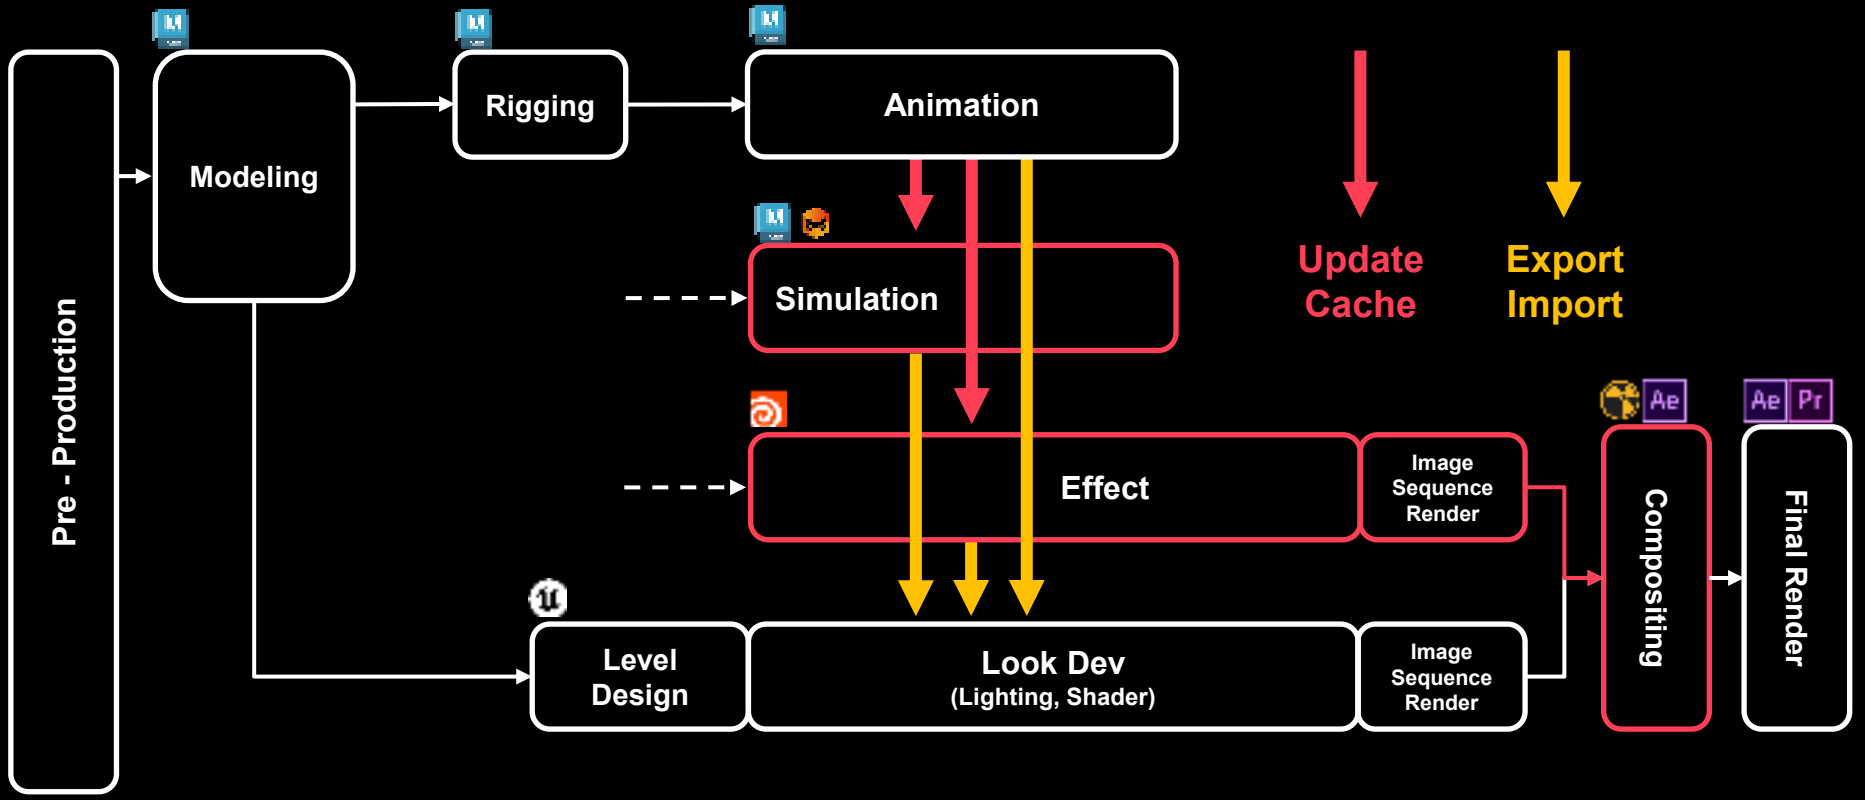 Pre - Production
Modeling
Rigging
Animation
Simulation
Update
Cache
Export
Import
Effect
Image
Sequence
Render
Level
Design
Look Dev
(Lighting, Shader)
Image
Sequence
Render
Ae
Compositing
Ae
Pr
Final Render
M
M
M
M